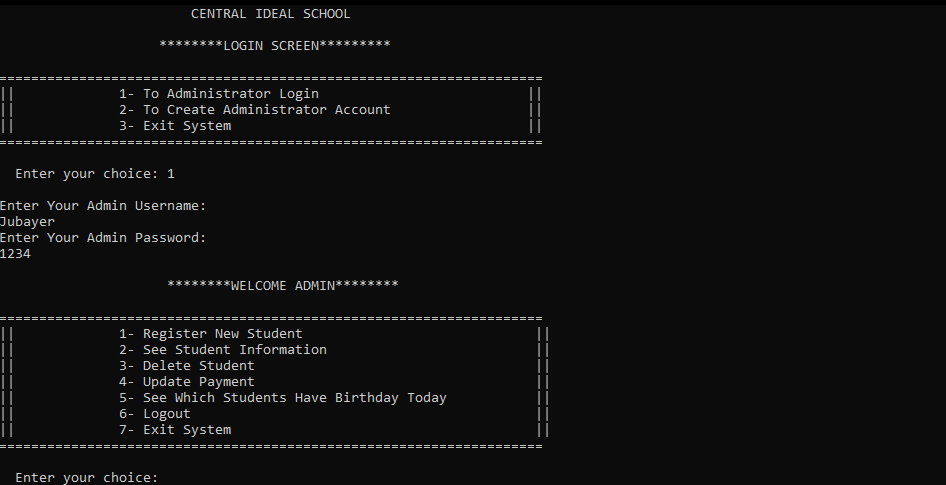 CENTRAL IDEAL SCHOOL
********LOGIN SCREEN*********
====================================================================
|| 1- To Administrator Login ||
|| 2- To Create Administrator Account ||
|| 3- Exit System ||
====================================================================
Enter your choice: 1
Enter Your Admin Username:
Jubayer
Enter Your Admin Password:
1234
********WELCOME ADMIN********
====================================================================
|| 1- Register New Student ||
|| 2- See Student Information ||
|| 3- Delete Student ||
|| 4- Update Payment ||
|| 5- See Which Students Have Birthday Today ||
|| 6- Logout ||
|| 7- Exit System ||
====================================================================
Enter your choice: